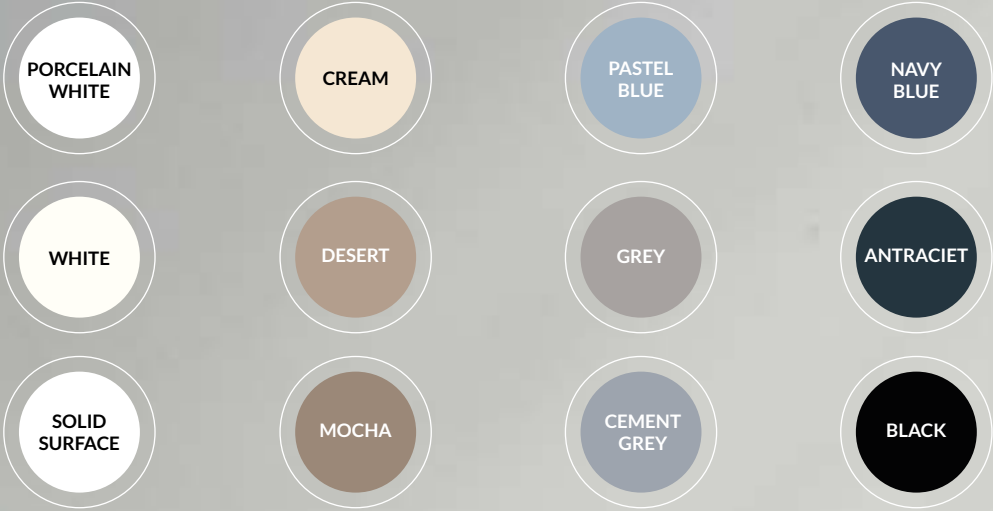 PORCELAIN
WHITE
CREAM
PASTEL
BLUE
NAVY
BLUE
WHITE
DESERT
GREY
ANTRACIET
SOLID
SURFACE
MOCHA
CEMENT
GREY
BLACK